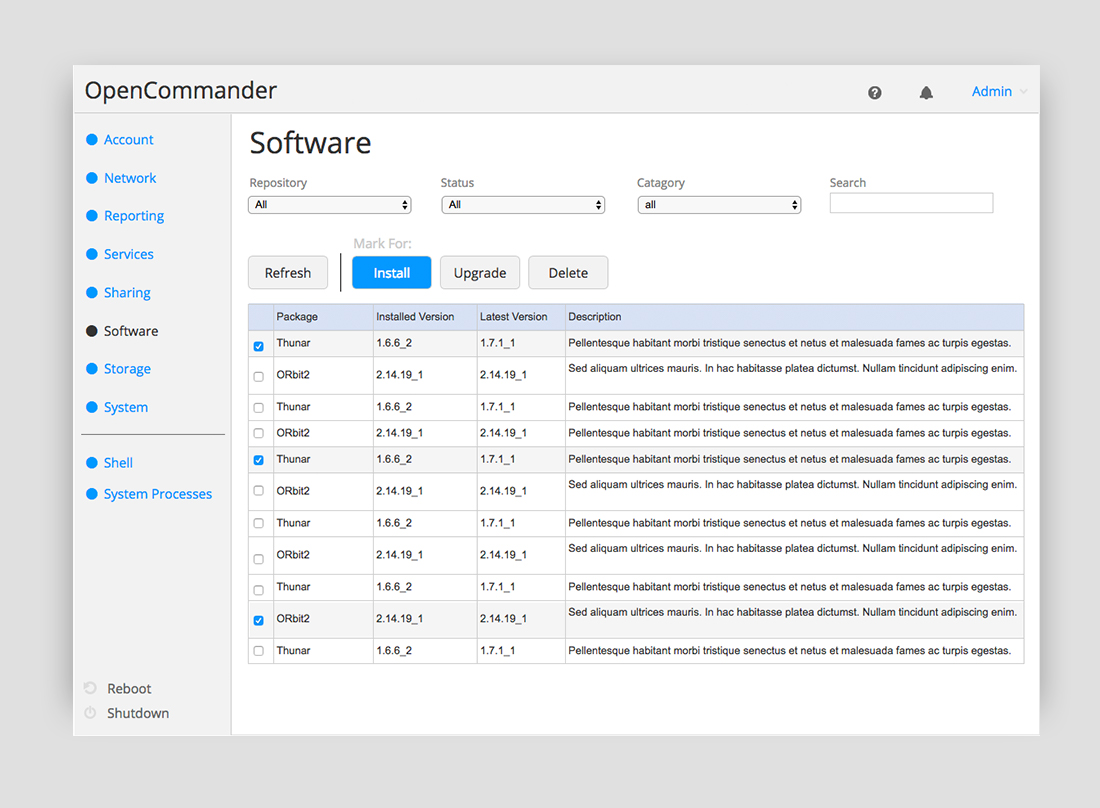 OpenCommander
Admin
Account
Network
Reporting
Services
Sharing
Software
Storage
System
Shell
System Processes
Reboot
Shutdown
Software
Repository Status Catagory Search
All All all
Mark For:
Refresh Install Upgrade Delete
Package Installed Version Latest Version Description
Thunar 1.6.6_2 1.7.1_1 Pellentesque habitant morbi tristique senectus et netus et malesuada fames ac turpis egestas.
ORbit2 2.14.19_1 2.14.19_1 Sed aliquam ultrices mauris. In hac habitasse platea dictumst. Nullam tincidunt adipiscing enim.
Thunar 1.6.6_2 1.7.1_1 Pellentesque habitant morbi tristique senectus et netus et malesuada fames ac turpis egestas.
ORbit2 2.14.19_1 2.14.19_1 Pellentesque habitant morbi tristique senectus et netus et malesuada fames ac turpis egestas.
Thunar 1.6.6_2 1.7.1_1 Pellentesque habitant morbi tristique senectus et netus et malesuada fames ac turpis egestas.
ORbit2 2.14.19_1 2.14.19_1 Sed aliquam ultrices mauris. In hac habitasse platea dictumst. Nullam tincidunt adipiscing enim.
Thunar 1.6.6_2 1.7.1_1 Pellentesque habitant morbi tristique senectus et netus et malesuada fames ac turpis egestas.
ORbit2 2.14.19_1 2.14.19_1 Sed aliquam ultrices mauris. In hac habitasse platea dictumst. Nullam tincidunt adipiscing enim.
Thunar 1.6.6_2 1.7.1_1 Pellentesque habitant morbi tristique senectus et netus et malesuada fames ac turpis egestas.
ORbit2 2.14.19_1 2.14.19_1 Sed aliquam ultrices mauris. In hac habitasse platea dictumst. Nullam tincidunt adipiscing enim.
Thunar 1.6.6_2 1.7.1_1 Pellentesque habitant morbi tristique senectus et netus et malesuada fames ac turpis egestas.